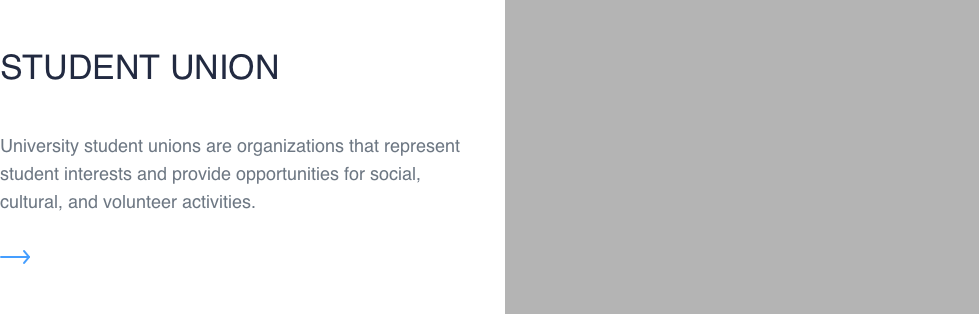 STUDENT UNION
University student unions are organizations that represent
student interests and provide opportunities for social,
cultural, and volunteer activities.